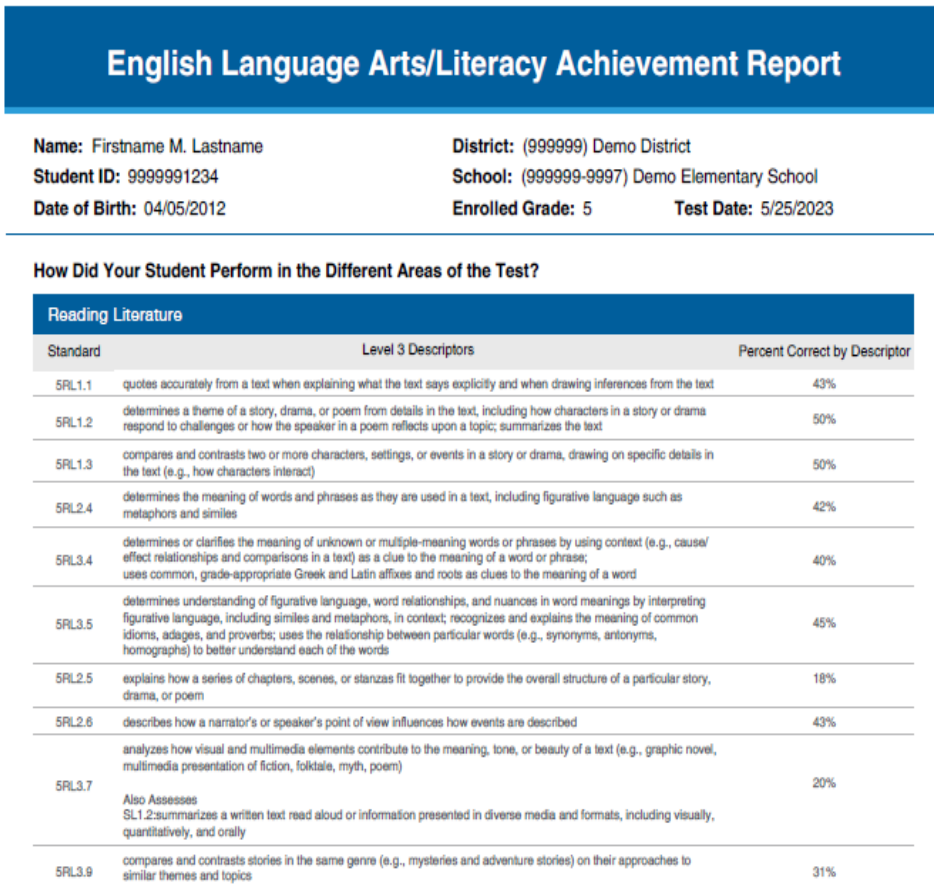 English Language Arts/Literacy Achievement Report
Name: Firstname M. Lastname
District: (999999) Demo District
Student ID: 9999991234
School: (999999-9997) Demo Elementary School
Date of Birth: 04/05/2012
Enrolled Grade: 5 Test Date: 5/25/2023
How Did Your Student Perform in the Different Areas of the Test?
Reading Literature
Standard Level 3 Descriptors Percent Correct by Descriptor
5RL1.1 quotes accurately from a text when explaining what the text says explicitly and when drawing inferences from the text 43%
5RL1.2 determines a theme of a story, drama, or poem from details in the text, including how characters in a story or drama
respond to challenges or how the speaker in a poem reflects upon a topic; summarizes the text 50%
5RL1.3 compares and contrasts two or more characters, settings, or events in a story or drama, drawing on specific details in
the text (e.g., how characters interact) 50%
5RL2.4 determines the meaning of words and phrases as they are used in a text, including figurative language such as
metaphors and similes 42%
5RL3.4 determines or clarifies the meaning of unknown or multiple-meaning words or phrases by using context (e.g., cause/
effect relationships and comparisons in a text) as a clue to the meaning of a word or phrase;
uses common, grade-appropriate Greek and Latin affixes and roots as clues to the meaning of a word 40%
5RL3.5 determines understanding of figurative language, word relationships, and nuances in word meanings by interpreting
figurative language, including similes and metaphors, in context; recognizes and explains the meaning of common
idioms, adages, and proverbs; uses the relationship between particular words (e.g., synonyms, antonyms,
homographs) to better understand each of the words 45%
5RL2.5 explains how a series of chapters, scenes, or stanzas fit together to provide the overall structure of a particular story,
drama, or poem 18%
5RL2.6 describes how a narrator's or speaker's point of view influences how events are described 43%
5RL3.7 analyzes how visual and multimedia elements contribute to the meaning, tone, or beauty of a text (e.g., graphic novel,
multimedia presentation of fiction, folktale, myth, poem) 20%
Also Assesses
SL1.2:summarizes a written text read aloud or information presented in diverse media and formats, including visually,
quantitatively, and orally
5RL3.9 compares and contrasts stories in the same genre (e.g., mysteries and adventure stories) on their approaches to
similar themes and topics 31%